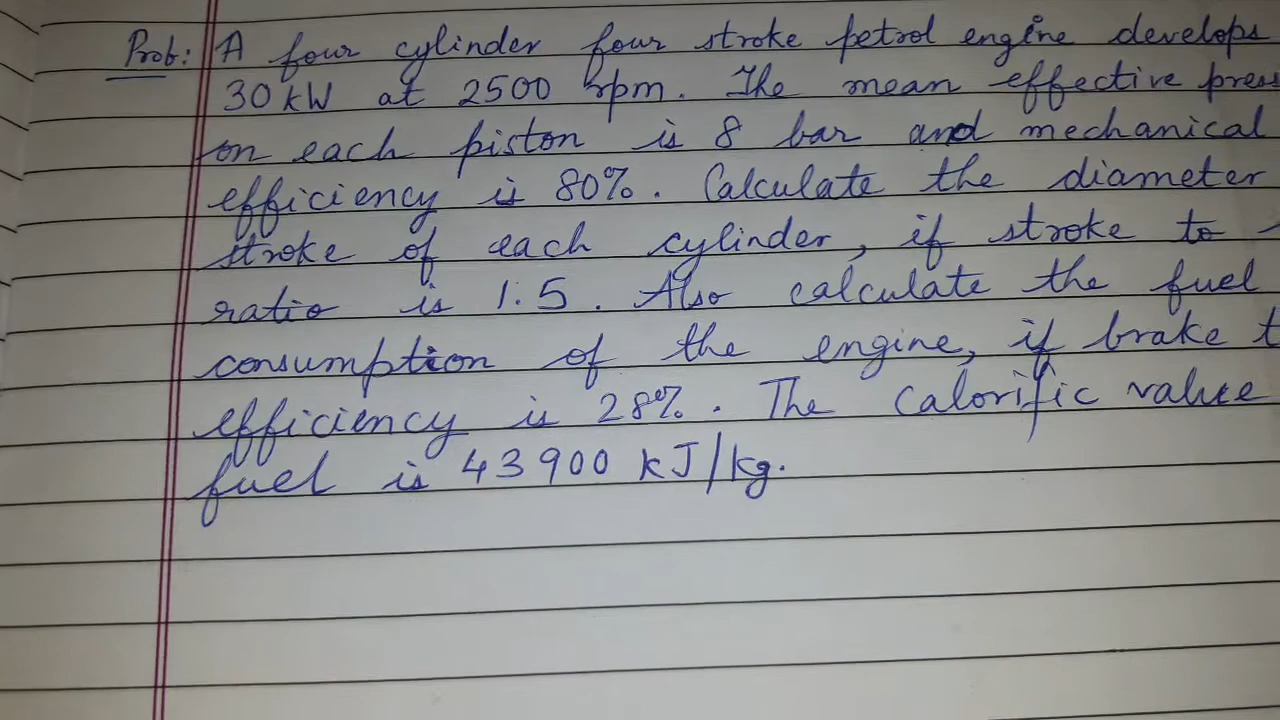 Prob: A four cylinder four stroke petrol engine develops
30 kW at 2500 rpm. The mean effective press
on each piston is 8 bar and mechanical
efficiency is 80%. Calculate the diameter
stroke of each cylinder, if stroke to
ratio is 1.5. Also calculate the fuel
consumption of the engine, if brake t
efficiency is 28%. The calorific value
fuel is 43900 kJ/kg.